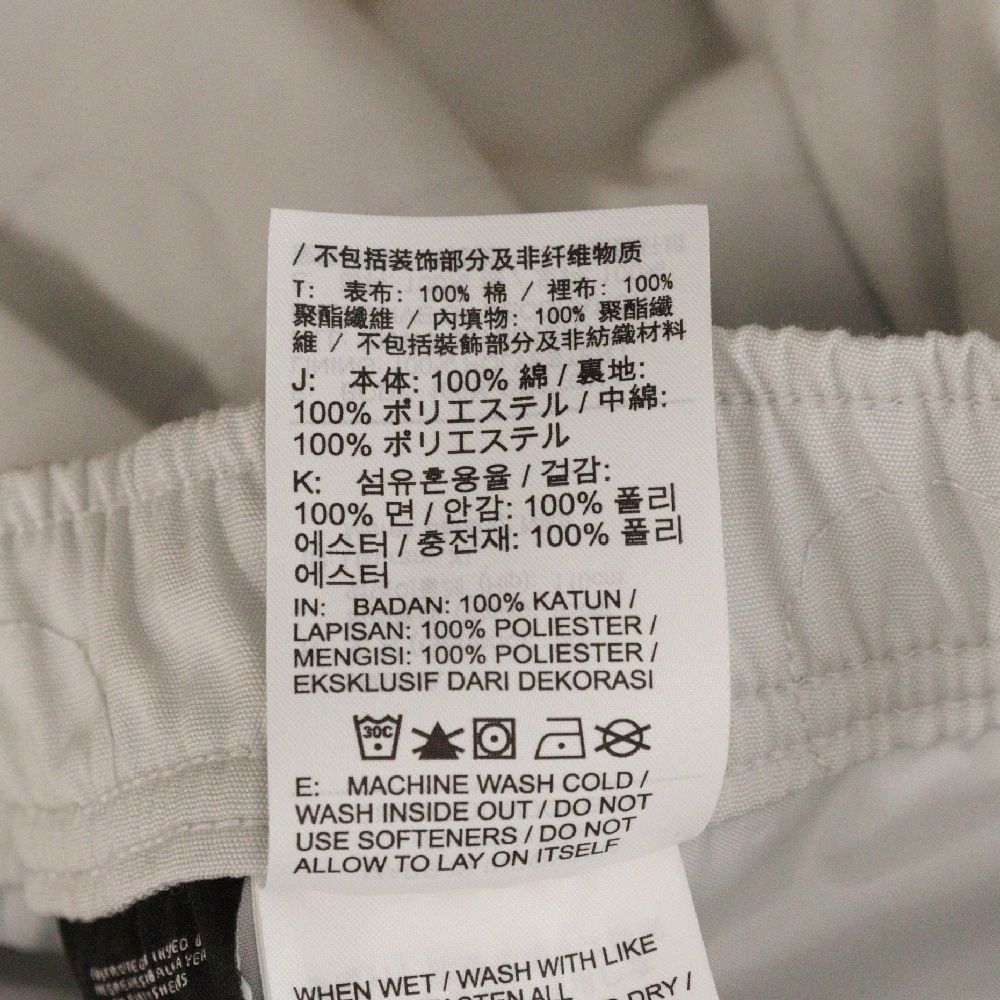 / 不包括装饰部分及非纤维物质
T: 表布: 100% 棉 / 裡布: 100%
聚酯纖維 / 內填物: 100% 聚酯纖
維 / 不包括裝飾部分及非紡織材料
J: 本体: 100% 綿 / 裏地:
100% ポリエステル / 中綿:
100% ポリエステル
K: 섬유혼용율 / 겉감:
100% 면 / 안감: 100% 폴리
에스터 / 충전재: 100% 폴리
에스터
IN: BADAN: 100% KATUN /
LAPISAN: 100% POLIESTER /
MENGISI: 100% POLIESTER /
EKSKLUSIF DARI DEKORASI
30C
E: MACHINE WASH COLD /
WASH INSIDE OUT / DO NOT
USE SOFTENERS / DO NOT
ALLOW TO LAY ON ITSELF
WHEN WET / WASH WITH LIKE
ALL
DRY /